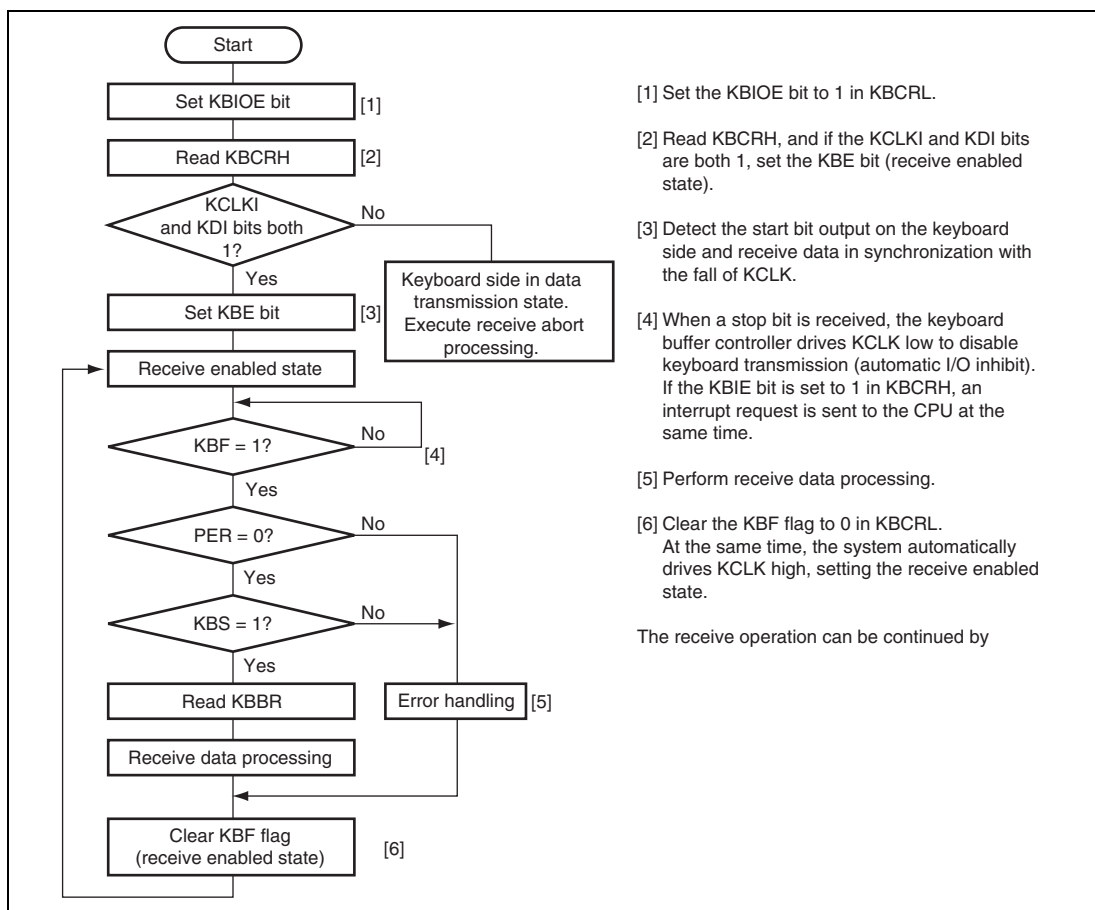 Start
Set KBIOE bit
[1]
Read KBCRH
[2]
KCLKI
and KDI bits both
1?
No
Yes
Keyboard side in data
transmission state.
Execute receive abort
processing.
Set KBE bit
[3]
Receive enabled state
KBF = 1?
No
[4]
Yes
PER = 0?
No
Yes
KBS = 1?
No
Yes
Read KBBR
Error handling
[5]
Receive data processing
Clear KBF flag
(receive enabled state)
[6]
[1] Set the KBIOE bit to 1 in KBCRL.
[2] Read KBCRH, and if the KCLKI and KDI bits
are both 1, set the KBE bit (receive enabled
state).
[3] Detect the start bit output on the keyboard
side and receive data in synchronization with
the fall of KCLK.
[4] When a stop bit is received, the keyboard
buffer controller drives KCLK low to disable
keyboard transmission (automatic I/O inhibit).
If the KBIE bit is set to 1 in KBCRH, an
interrupt request is sent to the CPU at the
same time.
[5] Perform receive data processing.
[6] Clear the KBF flag to 0 in KBCRL.
At the same time, the system automatically
drives KCLK high, setting the receive enabled
state.
The receive operation can be continued by